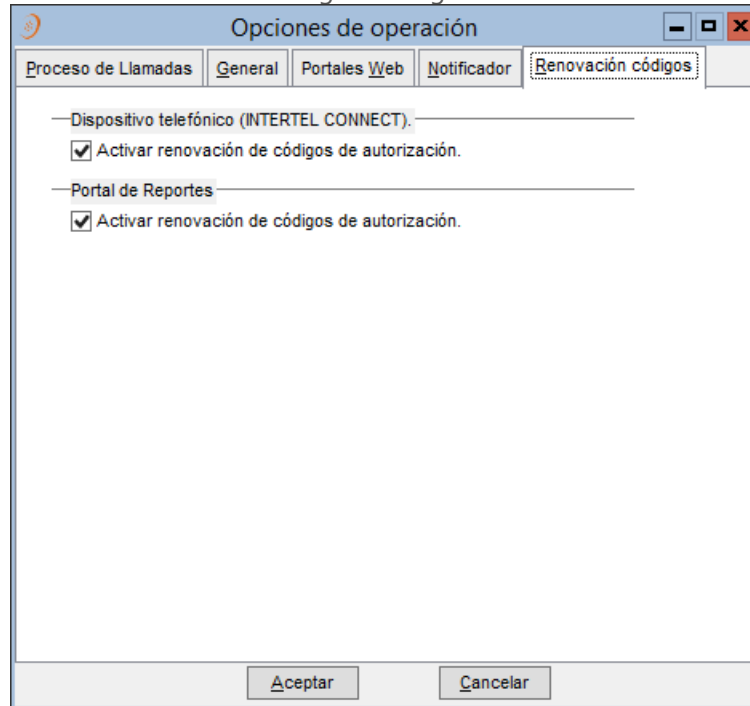 Opciones de operación
Proceso de Llamadas General Portales Web Notificador Renovación códigos
Dispositivo telefónico (INTERTEL CONNECT).
Activar renovación de códigos de autorización.
Portal de Reportes
Activar renovación de códigos de autorización.
Aceptar Cancelar